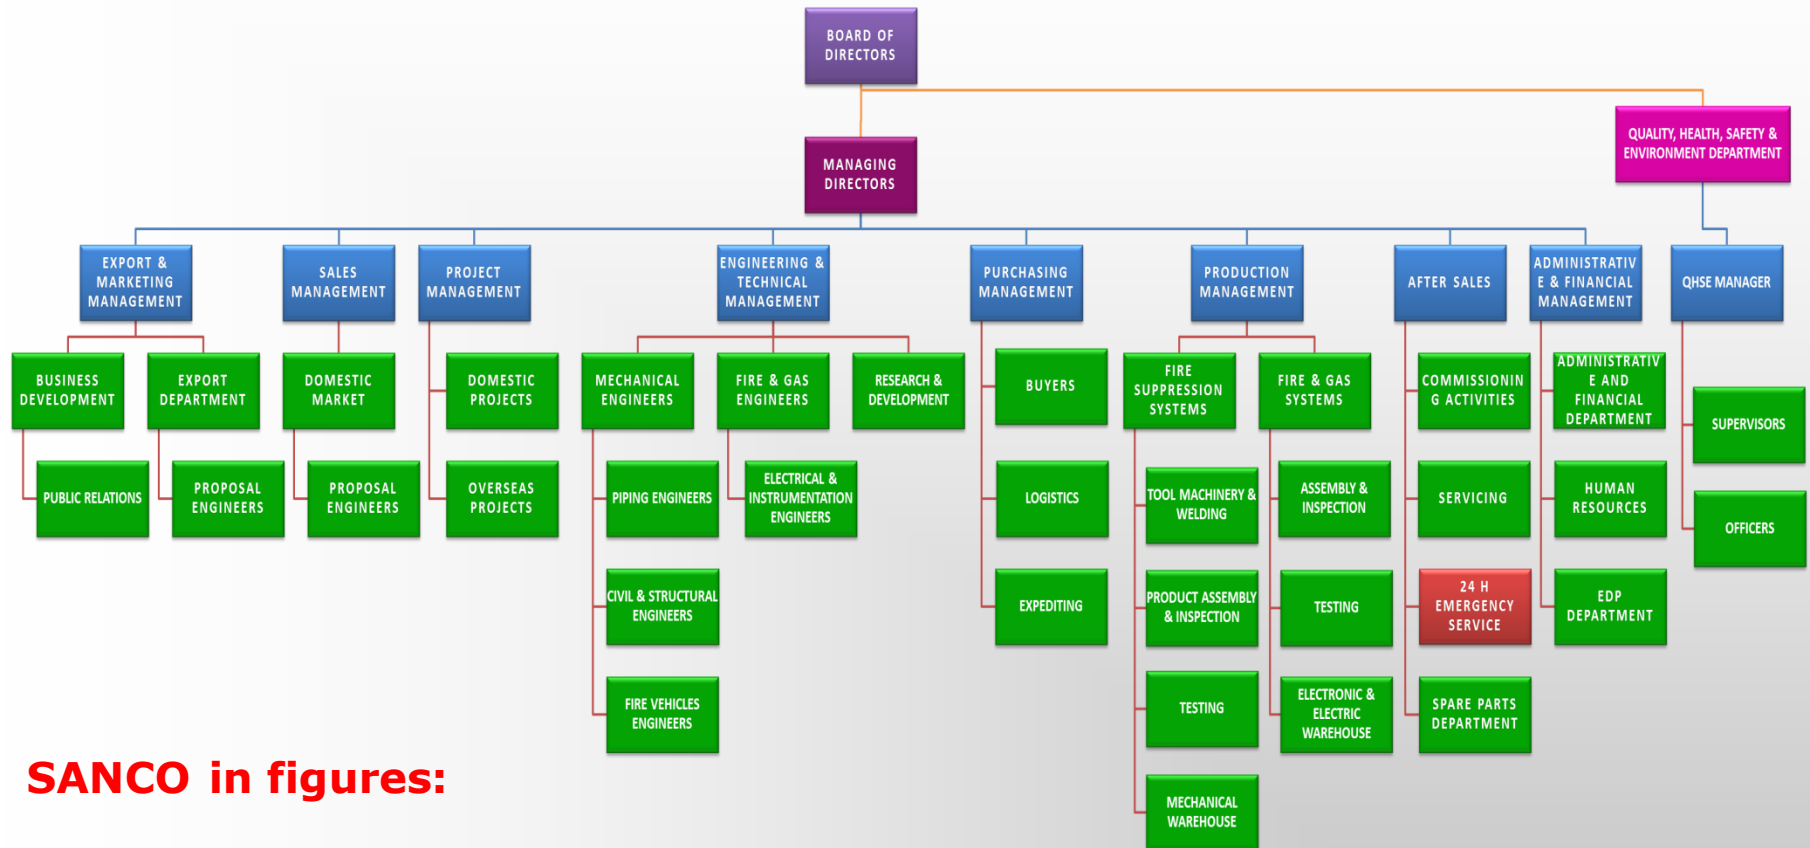 BOARD OF
DIRECTORS
QUALITY, HEALTH, SAFETY &
ENVIRONMENT DEPARTMENT
MANAGING
DIRECTORS
EXPORT &
MARKETING
MANAGEMENT
SALES
MANAGEMENT
PROJECT
MANAGEMENT
ENGINEERING &
TECHNICAL
MANAGEMENT
PURCHASING
MANAGEMENT
PRODUCTION
MANAGEMENT
AFTER SALES
ADMINISTRATIV
E & FINANCIAL
MANAGEMENT
QHSE MANAGER
BUSINESS
DEVELOPMENT
EXPORT
DEPARTMENT
DOMESTIC
MARKET
DOMESTIC
PROJECTS
MECHANICAL
ENGINEERS
FIRE & GAS
ENGINEERS
RESEARCH &
DEVELOPMENT
BUYERS
FIRE
SUPPRESSION
SYSTEMS
FIRE & GAS
SYSTEMS
COMMISSIONIN
G ACTIVITIES
ADMINISTRATIV
E AND
FINANCIAL
DEPARTMENT
SUPERVISORS
PUBLIC RELATIONS
PROPOSAL
ENGINEERS
PROPOSAL
ENGINEERS
OVERSEAS
PROJECTS
PIPING ENGINEERS
ELECTRICAL &
INSTRUMENTATION
ENGINEERS
LOGISTICS
TOOL MACHINERY &
WELDING
ASSEMBLY &
INSPECTION
SERVICING
HUMAN
RESOURCES
OFFICERS
CIVIL & STRUCTURAL
ENGINEERS
EXPEDITING
PRODUCT ASSEMBLY
& INSPECTION
TESTING
24 H
EMERGENCY
SERVICE
EDP
DEPARTMENT
FIRE VEHICLES
ENGINEERS
TESTING
ELECTRONIC &
ELECTRIC
WAREHOUSE
SPARE PARTS
DEPARTMENT
MECHANICAL
WAREHOUSE
SANCO in figures: